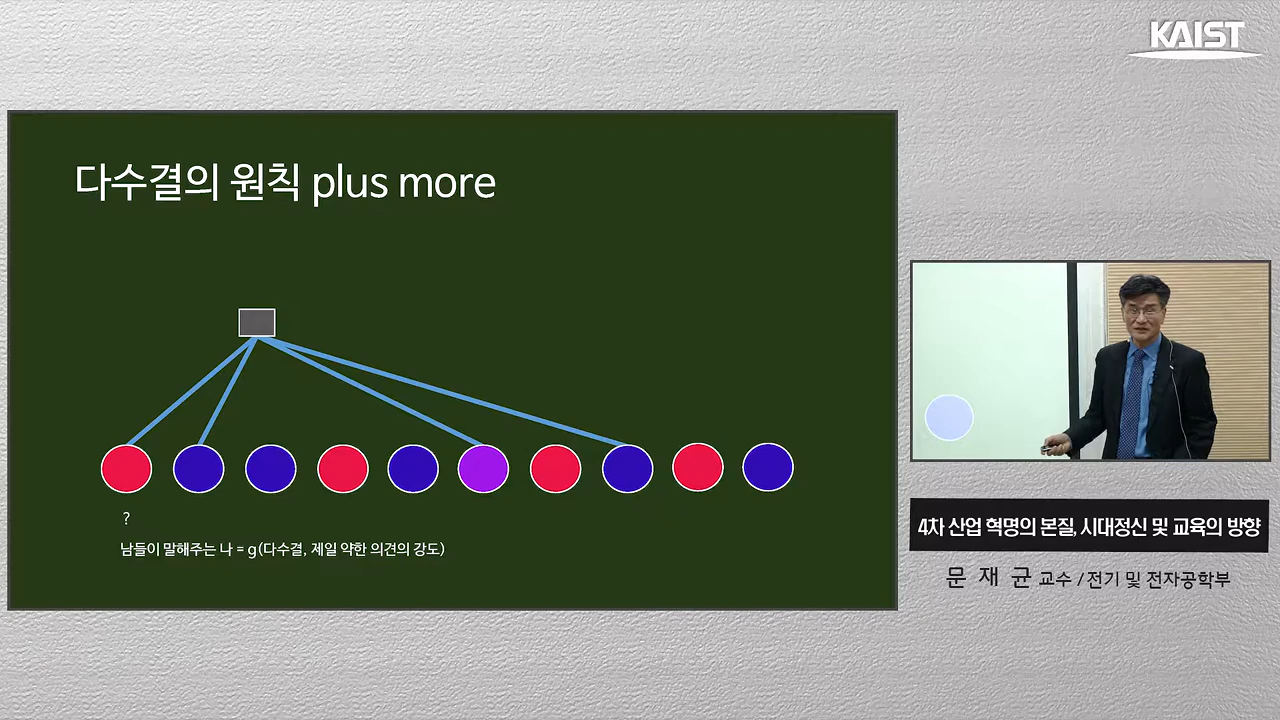 KAIST
다수결의 원칙 plus more
?
남들이 말해주는 나 = g(다수결, 제일 약한 의견의 강도)
4차 산업 혁명의 본질, 시대정신 및 교육의 방향
문 재 균 교수 / 전기 및 전자공학부